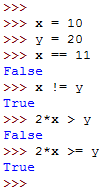 >>>
>>> x = 10
>>> y = 20
>>> x == 11
False
>>> x != y
True
>>> 2*x > y
False
>>> 2*x >= y
True
>>>